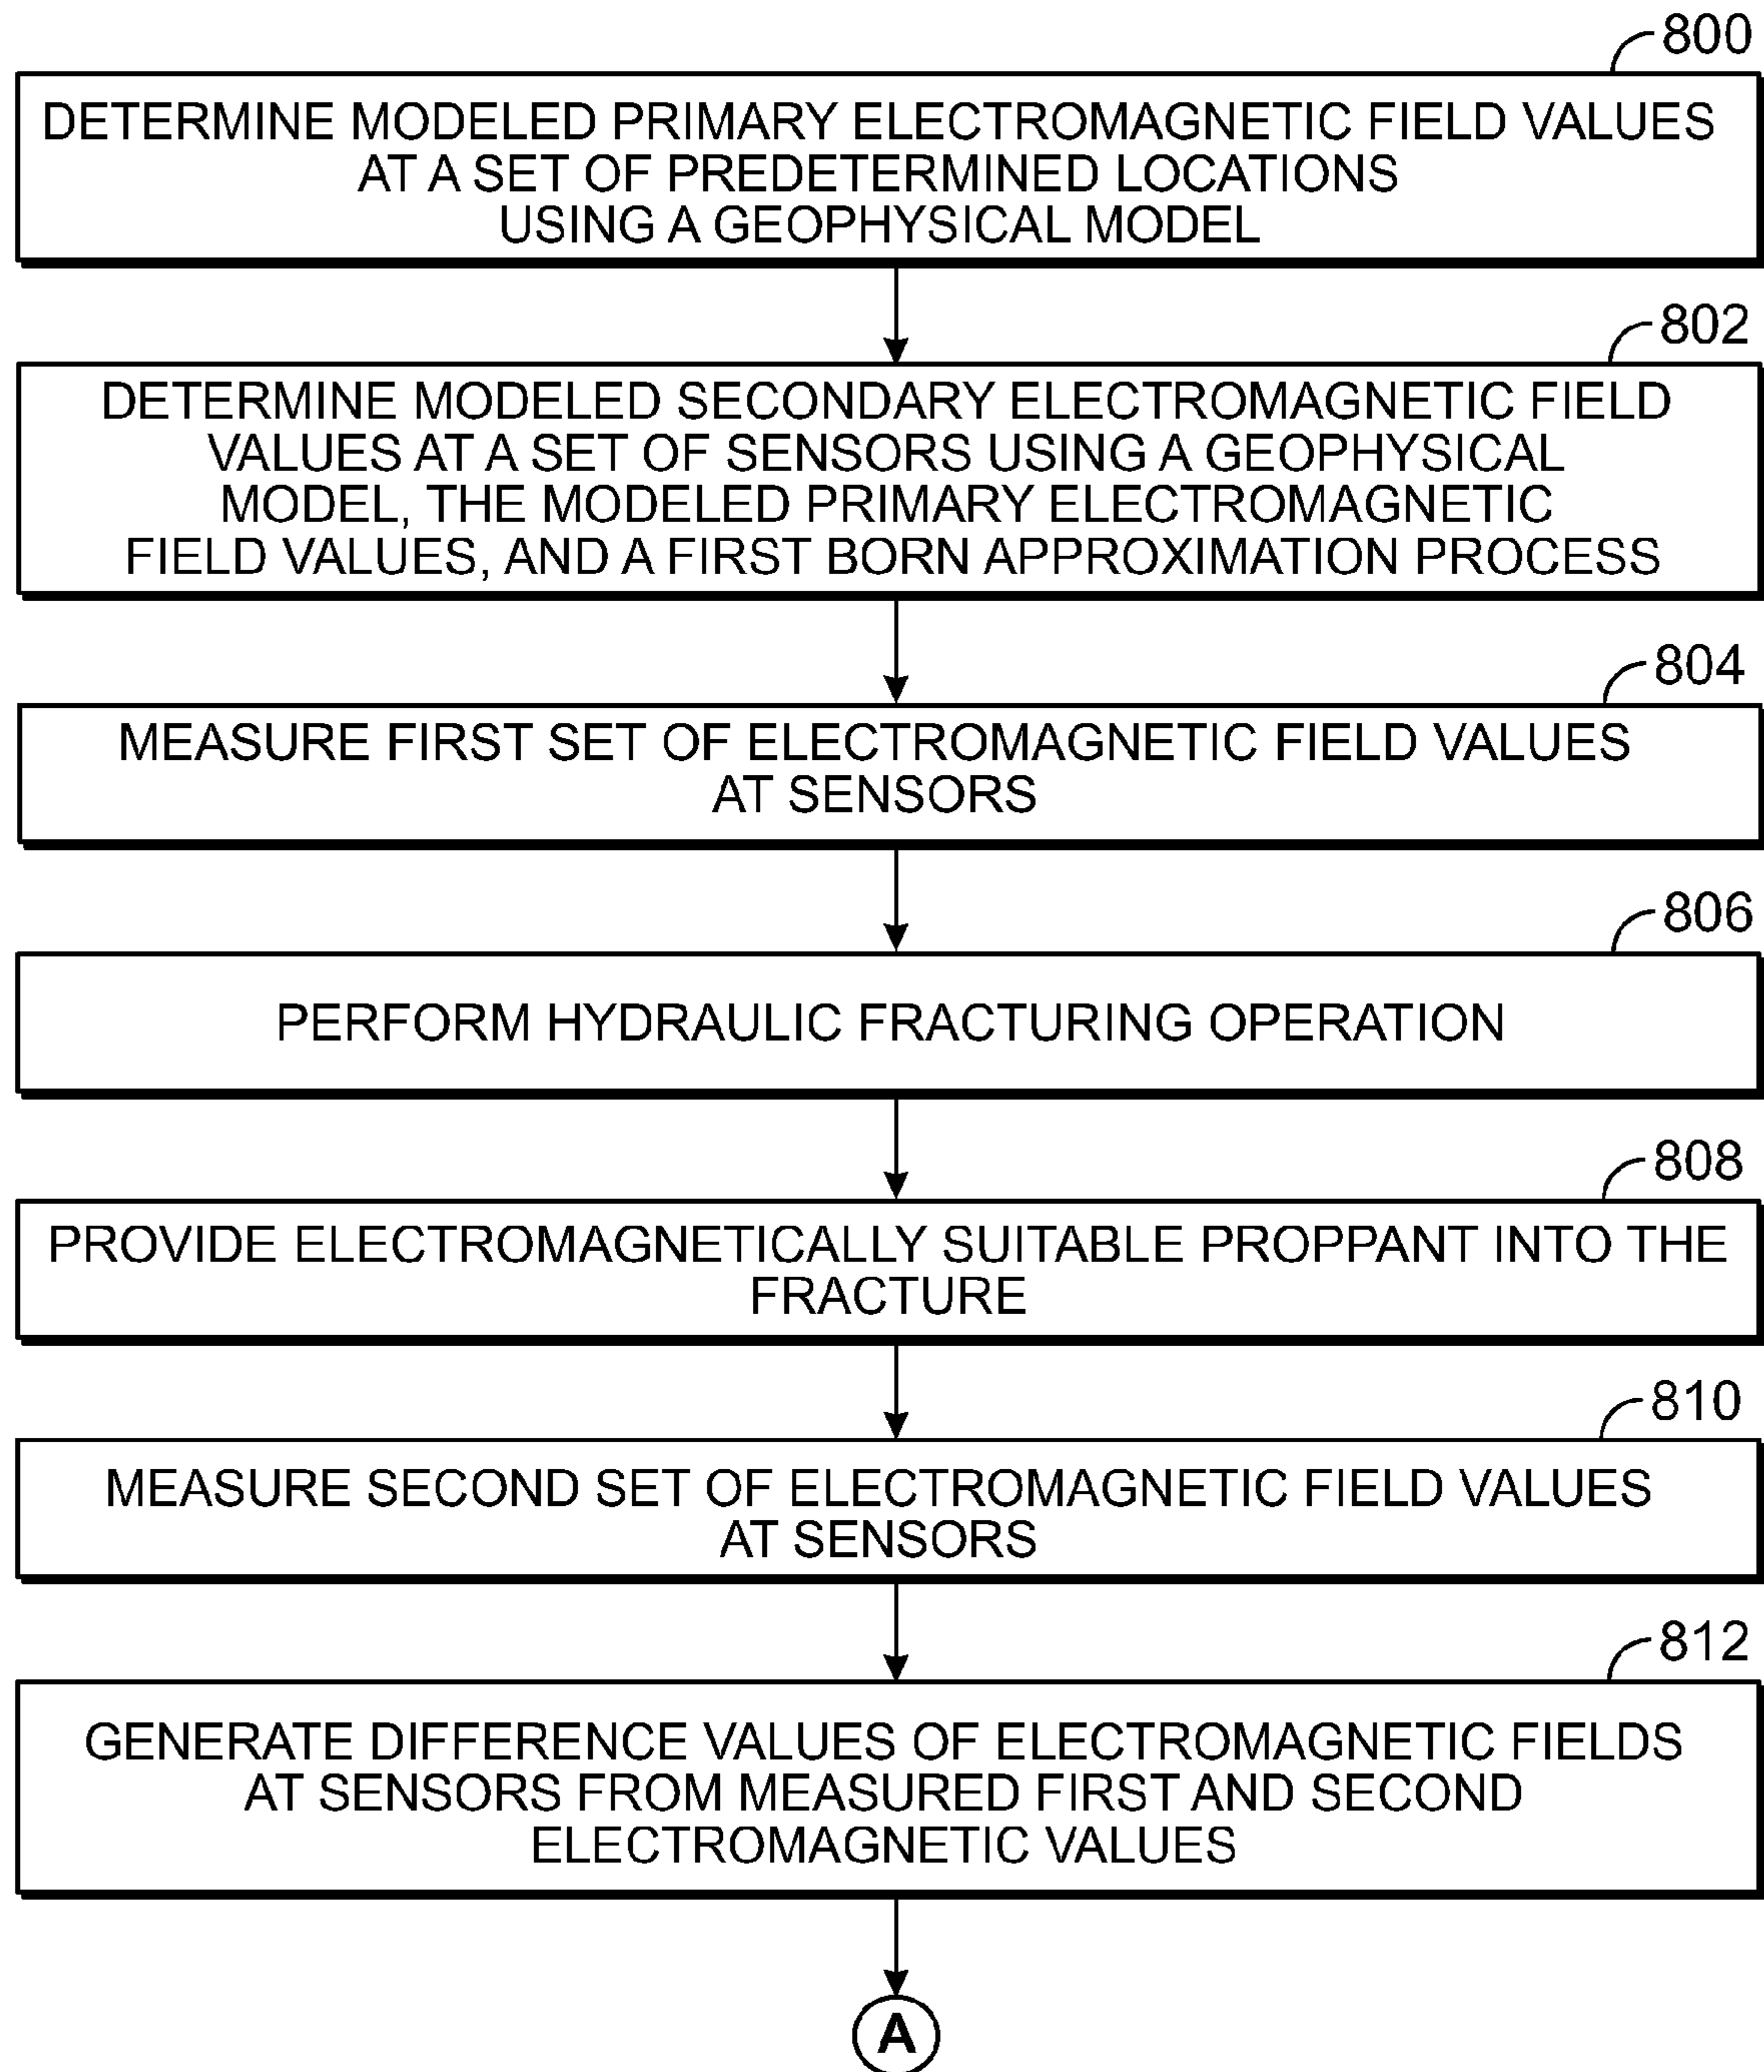 800
DETERMINE MODELED PRIMARY ELECTROMAGNETIC FIELD VALUES
AT A SET OF PREDETERMINED LOCATIONS
USING A GEOPHYSICAL MODEL
802
DETERMINE MODELED SECONDARY ELECTROMAGNETIC FIELD
VALUES AT A SET OF SENSORS USING A GEOPHYSICAL
MODEL, THE MODELED PRIMARY ELECTROMAGNETIC
FIELD VALUES, AND A FIRST BORN APPROXIMATION PROCESS
804
MEASURE FIRST SET OF ELECTROMAGNETIC FIELD VALUES
AT SENSORS
806
PERFORM HYDRAULIC FRACTURING OPERATION
808
PROVIDE ELECTROMAGNETICALLY SUITABLE PROPPANT INTO THE
FRACTURE
810
MEASURE SECOND SET OF ELECTROMAGNETIC FIELD VALUES
AT SENSORS
812
GENERATE DIFFERENCE VALUES OF ELECTROMAGNETIC FIELDS
AT SENSORS FROM MEASURED FIRST AND SECOND
ELECTROMAGNETIC VALUES
A